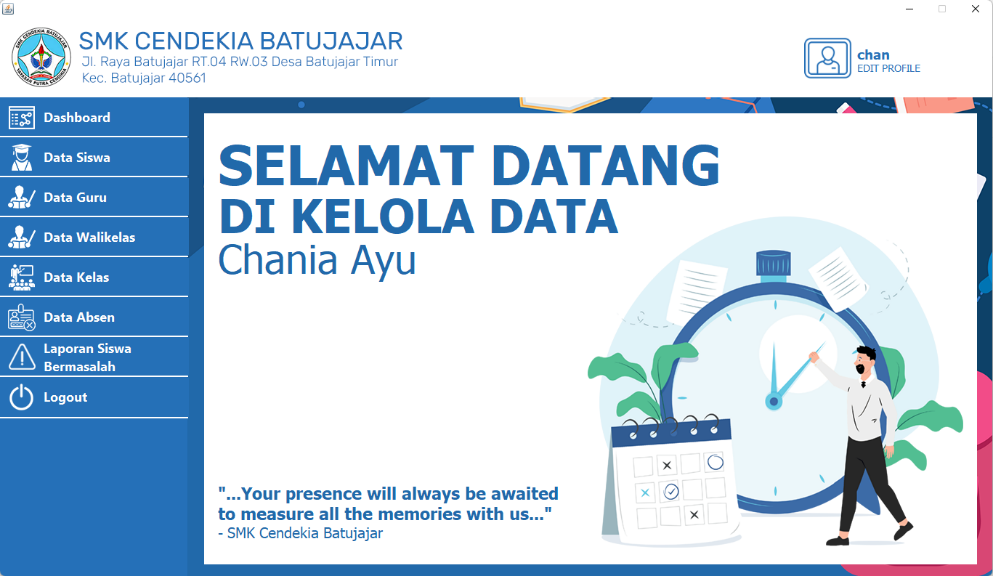 SMK CENDEKIA BATUJAJAR
Jl. Raya Batujajar RT.04 RW.03 Desa Batujajar Timur
Kec. Batujajar 40561
chan
EDIT PROFILE
Dashboard
Data Siswa
Data Guru
Data Walikelas
Data Kelas
Data Absen
Laporan Siswa
Bermasalah
Logout
SELAMAT DATANG
DI KELOLA DATA
Chania Ayu
"...Your presence will always be awaited
to measure all the memories with us..."
- SMK Cendekia Batujajar